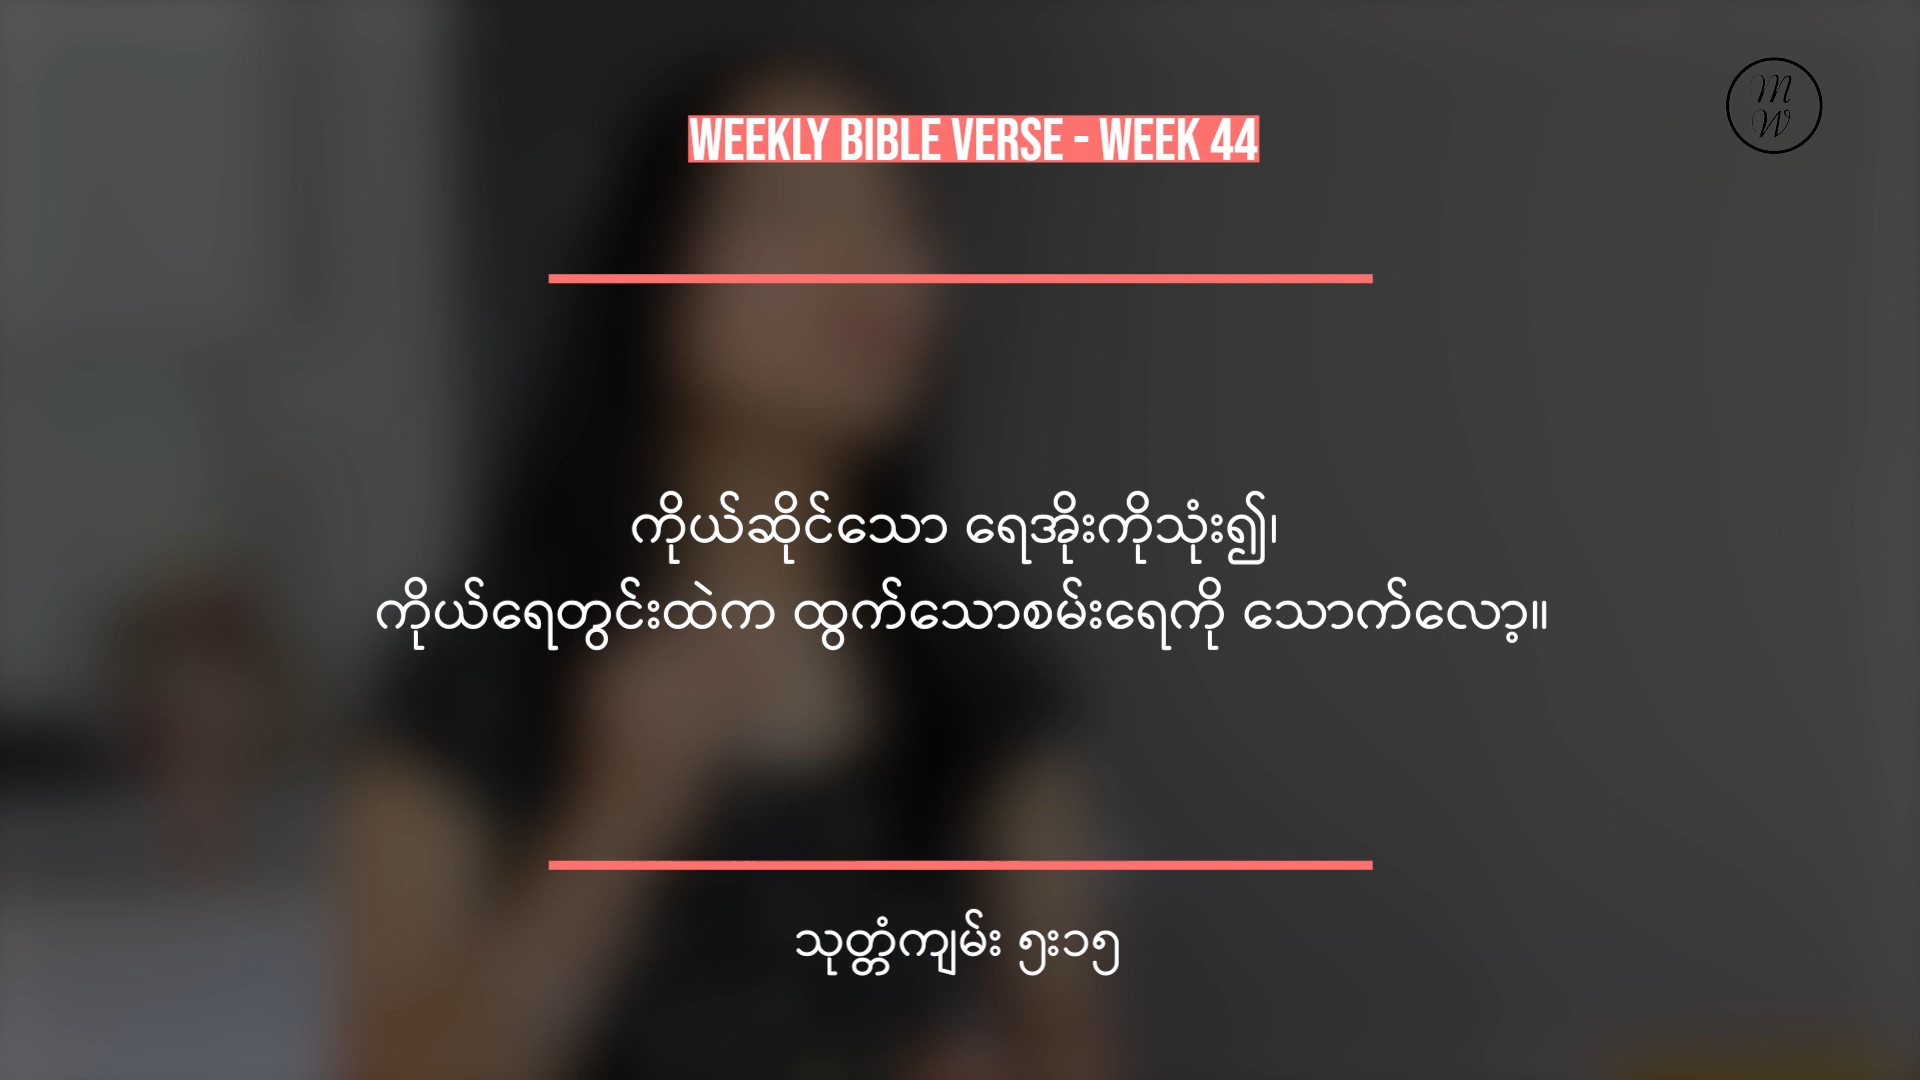 WEEKLY BIBLE VERSE - WEEK 44
M
W
ကိုယ်ဆိုင်သော ရေအိုးကိုသုံး၍၊
ကိုယ်ရေတွင်းထဲက ထွက်သောစမ်းရေကို သောက်လော့။
သုတ္တံကျမ်း ၅း၁၅